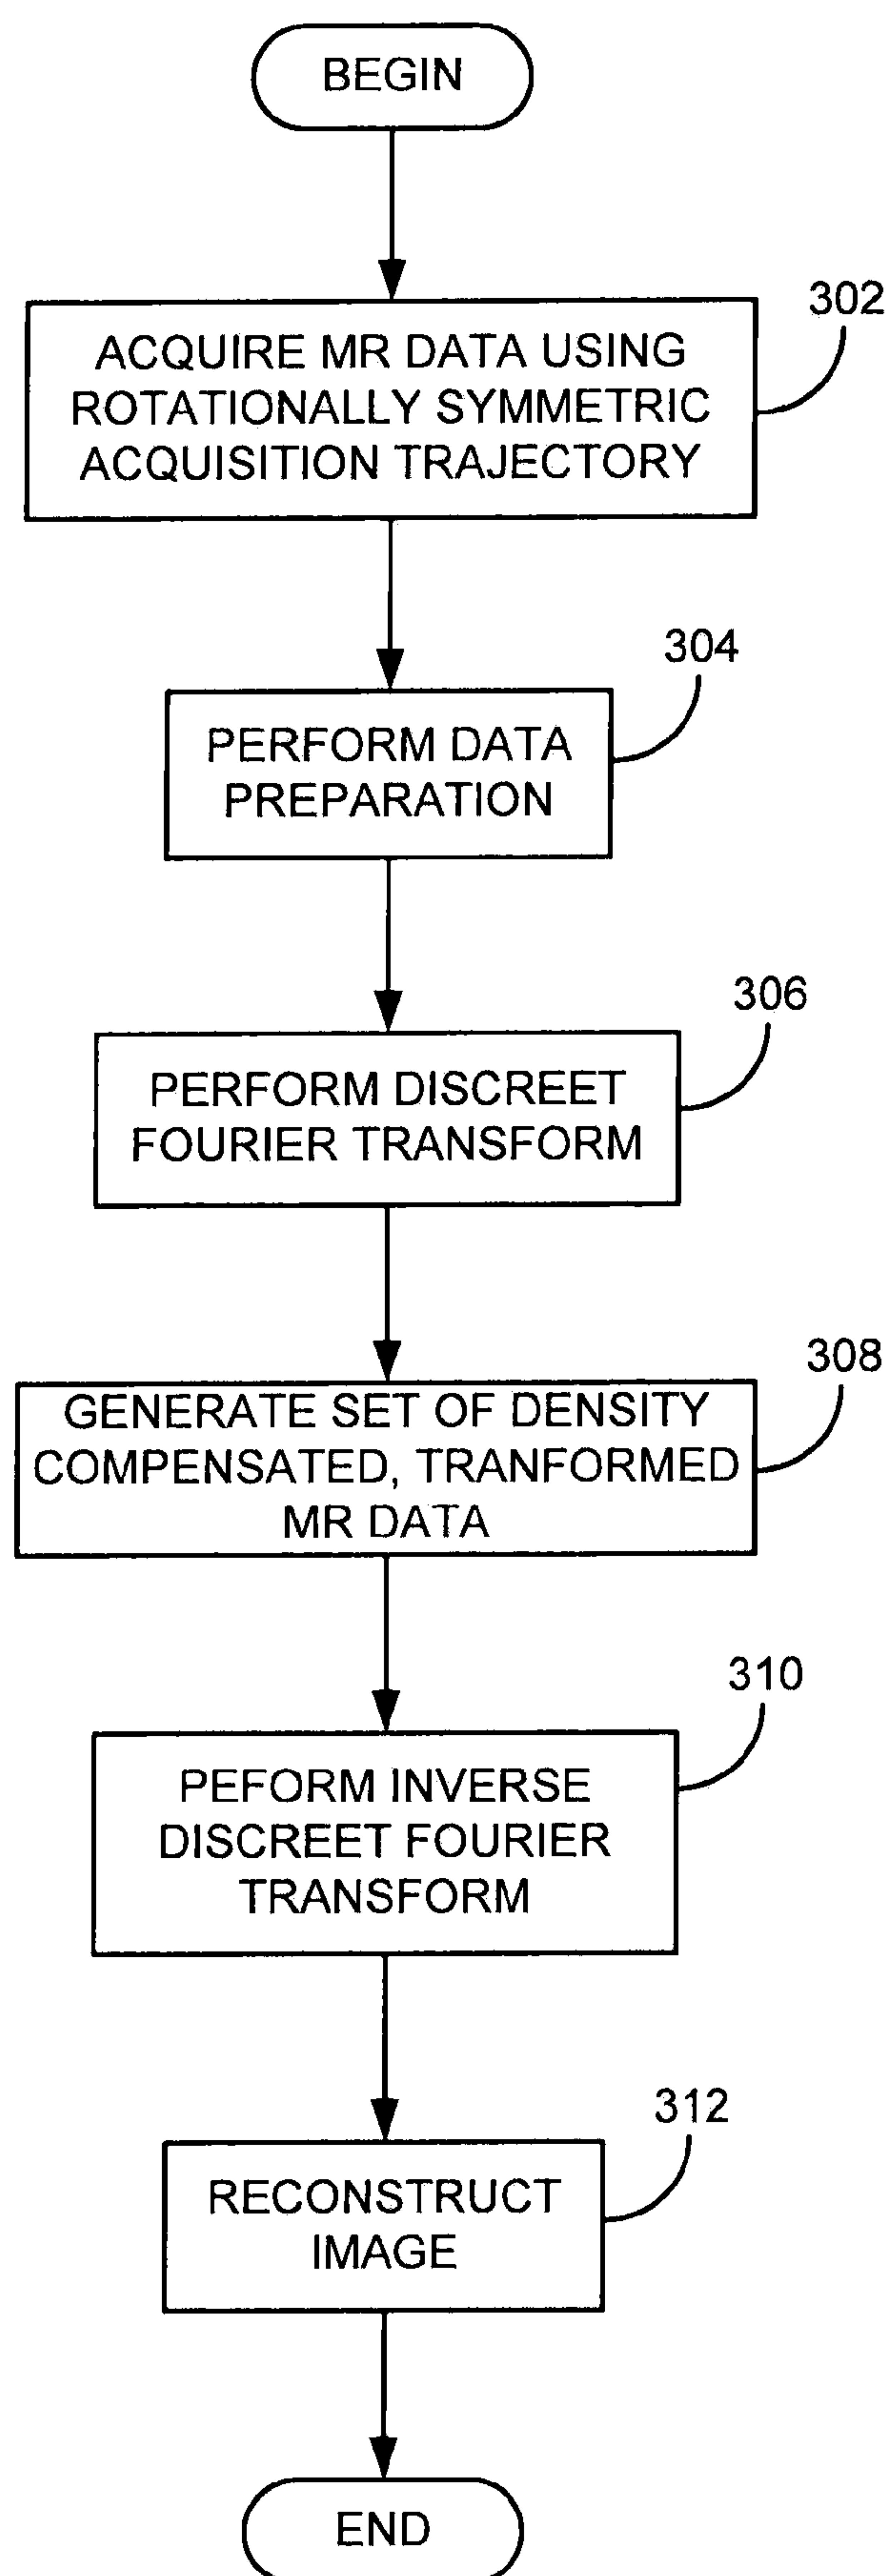 BEGIN
302
ACQUIRE MR DATA USING
ROTATIONALLY SYMMETRIC
ACQUISITION TRAJECTORY
304
PERFORM DATA
PREPARATION
306
PERFORM DISCREET
FOURIER TRANSFORM
308
GENERATE SET OF DENSITY
COMPENSATED, TRANFORMED
MR DATA
310
PEFORM INVERSE
DISCREET FOURIER
TRANSFORM
312
RECONSTRUCT
IMAGE
END